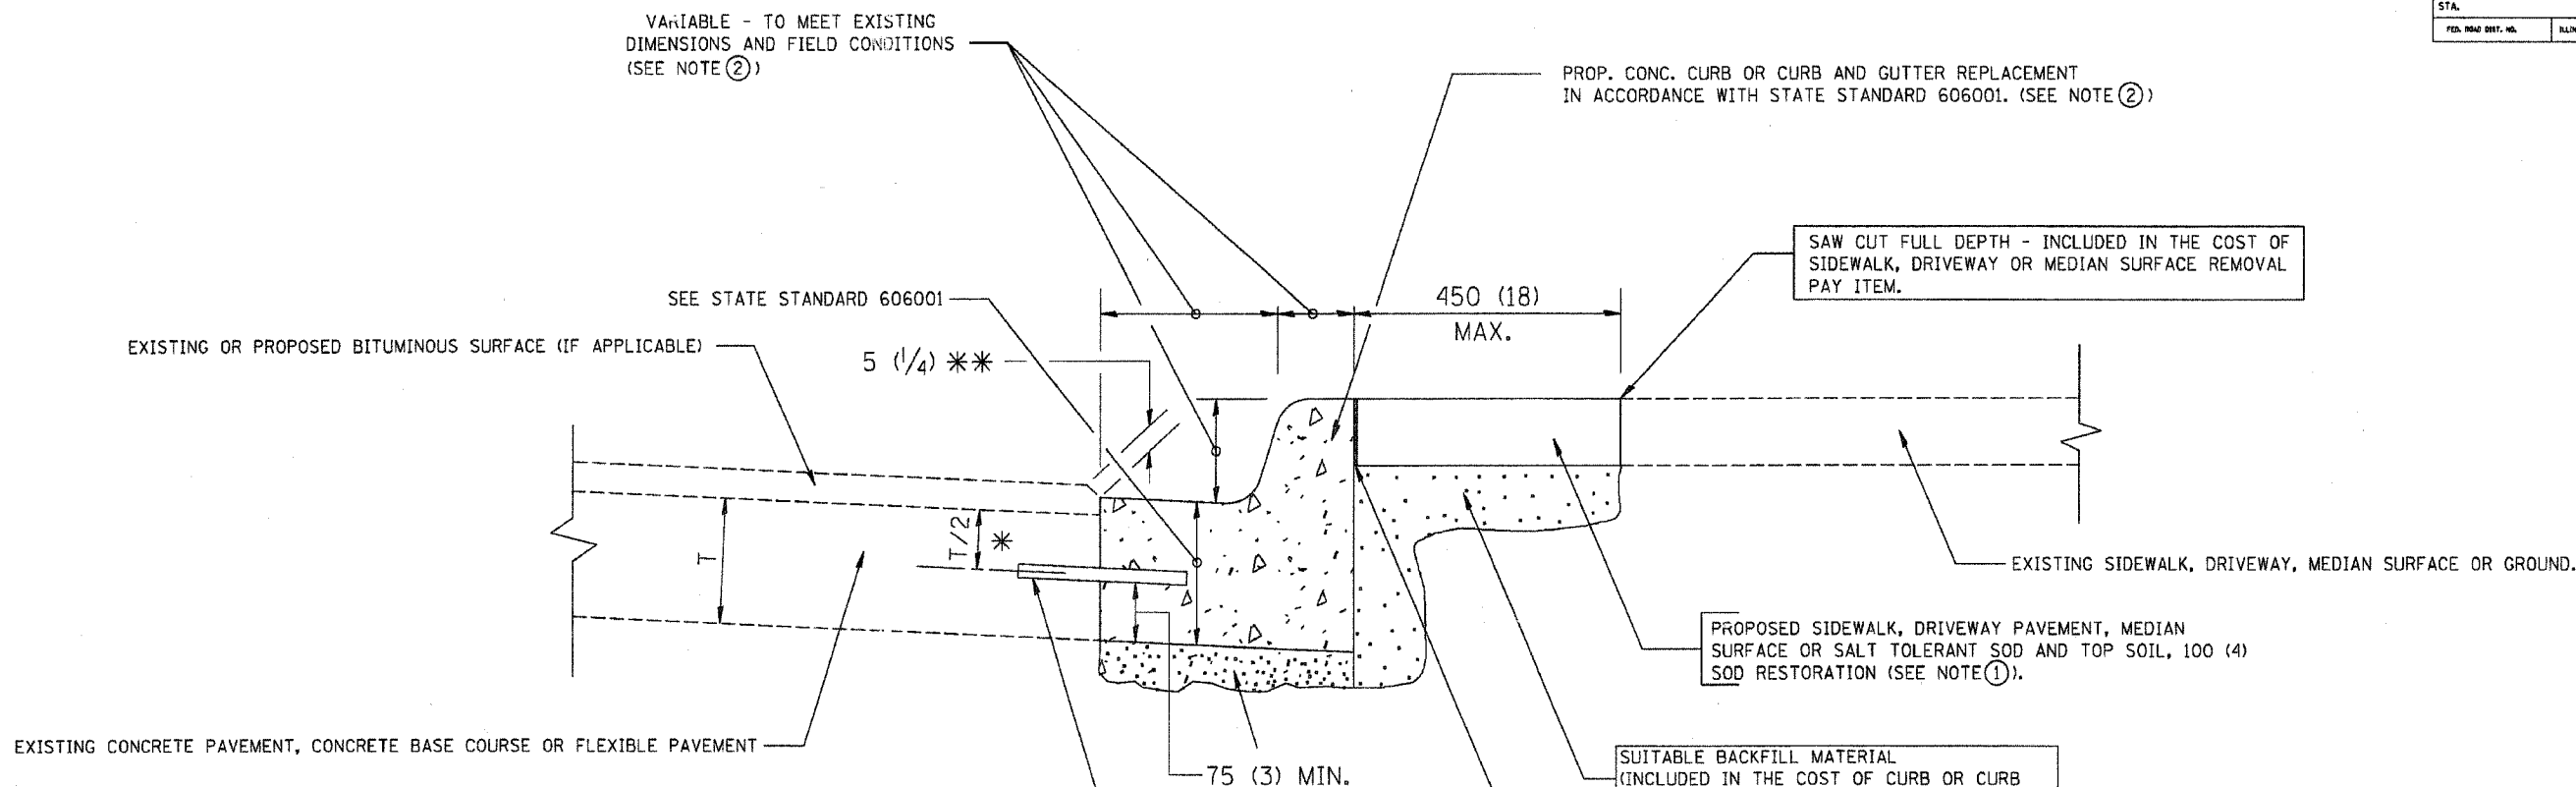 STA.
FED. ROAD DIST. NO.
VARIABLE - TO MEET EXISTING
DIMENSIONS AND FIELD CONDITIONS
(SEE NOTE ②)
PROP. CONC. CURB OR CURB AND GUTTER REPLACEMENT
IN ACCORDANCE WITH STATE STANDARD 606001. (SEE NOTE ②)
SAW CUT FULL DEPTH - INCLUDED IN THE COST OF
SIDEWALK, DRIVEWAY OR MEDIAN SURFACE REMOVAL
PAY ITEM.
SEE STATE STANDARD 606001
450 (18)
MAX.
EXISTING OR PROPOSED BITUMINOUS SURFACE (IF APPLICABLE)
5 (1/4) **
T
T/2
*
EXISTING SIDEWALK, DRIVEWAY, MEDIAN SURFACE OR GROUND.
PROPOSED SIDEWALK, DRIVEWAY PAVEMENT, MEDIAN
SURFACE OR SALT TOLERANT SOD AND TOP SOIL, 100 (4)
SOD RESTORATION (SEE NOTE ①).
EXISTING CONCRETE PAVEMENT, CONCRETE BASE COURSE OR FLEXIBLE PAVEMENT
75 (3) MIN.
SUITABLE BACKFILL MATERIAL
(INCLUDED IN THE COST OF CURB OR CURB